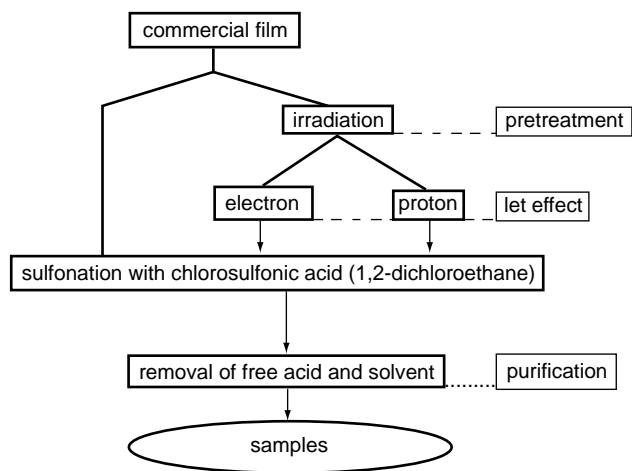 commercial film
irradiation
pretreatment
electron
proton
let effect
sulfonation with chlorosulfonic acid (1,2-dichloroethane)
removal of free acid and solvent
purification
samples